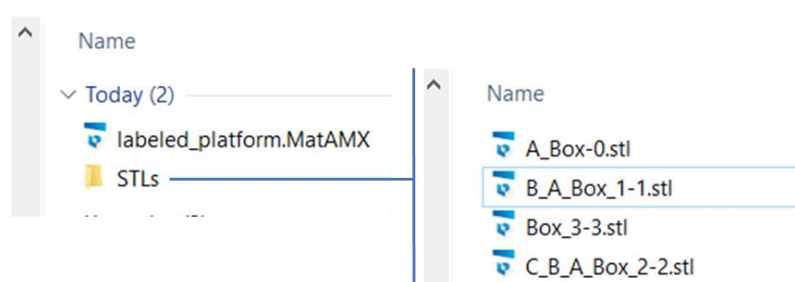 Name
Today (2)
labeled_platform.MatAMX
STLs
Name
A_Box-0.stl
B_A_Box_1-1.stl
Box_3-3.stl
C_B_A_Box_2-2.stl